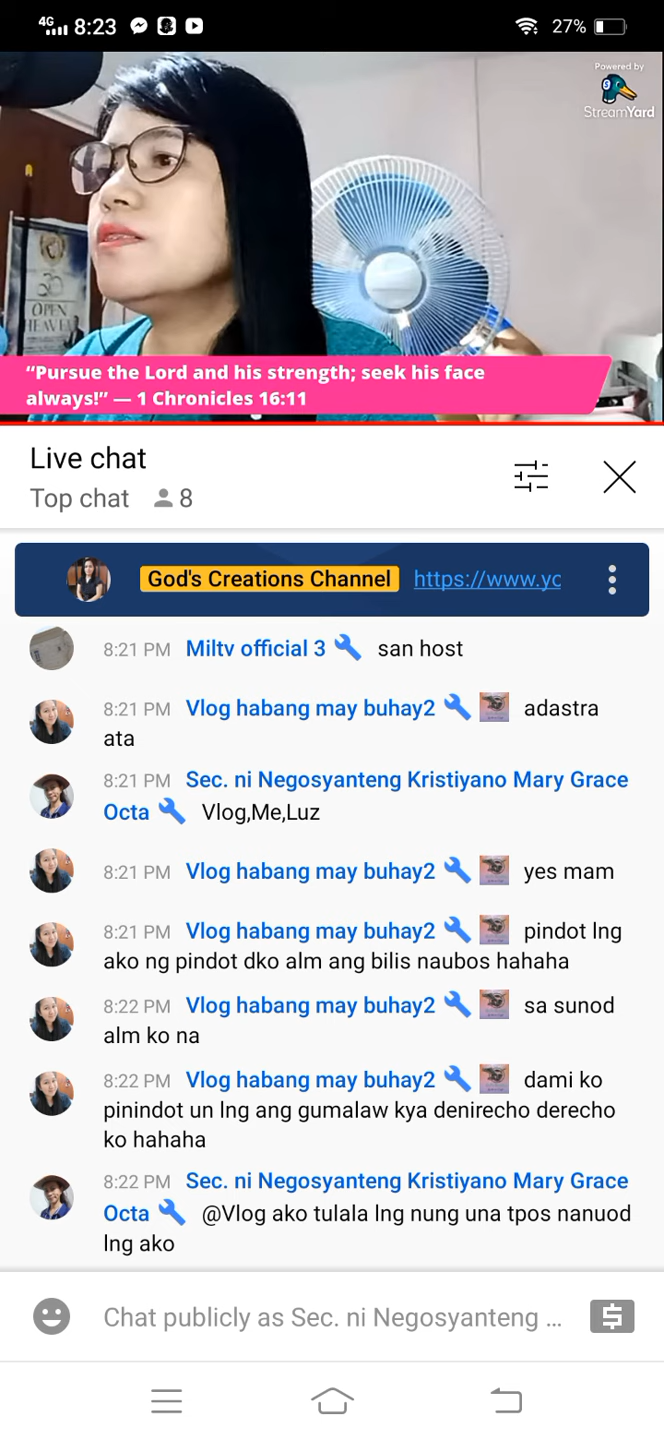 4G 8:23 27%
Powered by
StreamYard
OPEN
HEAVEN
“Pursue the Lord and his strength; seek his face
always!” — 1 Chronicles 16:11
Live chat
Top chat 8
God's Creations Channel https://www.yc
8:21 PM Miltv official 3 san host
8:21 PM Vlog habang may buhay2 adastra
ata
8:21 PM Sec. ni Negosyanteng Kristiyano Mary Grace
Octa Vlog,Me,Luz
8:21 PM Vlog habang may buhay2 yes mam
8:21 PM Vlog habang may buhay2 pindot lng
ako ng pindot dko alm ang bilis naubos hahaha
8:22 PM Vlog habang may buhay2 sa sunod
alm ko na
8:22 PM Vlog habang may buhay2 dami ko
pinindot un lng ang gumalaw kya denirecho derecho
ko hahaha
8:22 PM Sec. ni Negosyanteng Kristiyano Mary Grace
Octa @Vlog ako tulala lng nung una tpos nanuod
lng ako
Chat publicly as Sec. ni Negosyanteng ...